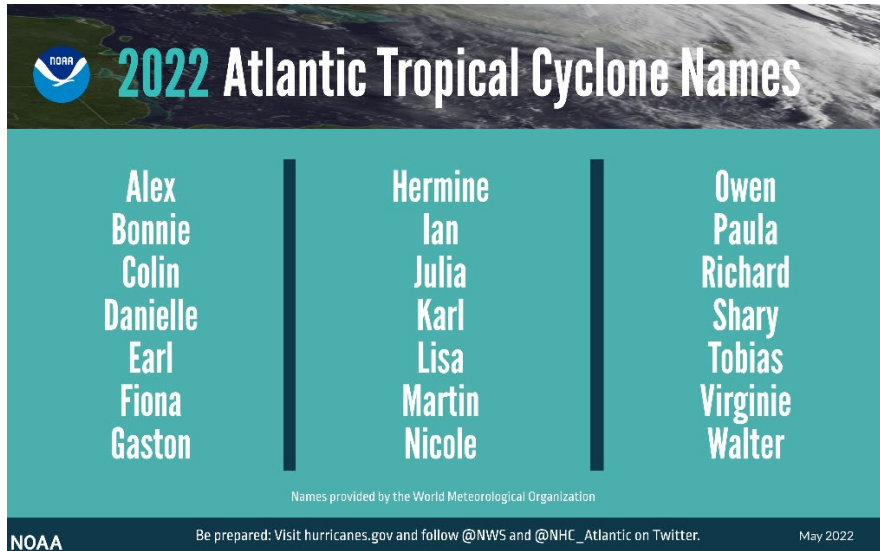 NOAA
2022 Atlantic Tropical Cyclone Names
Alex
Bonnie
Colin
Danielle
Earl
Fiona
Gaston
Hermine
Ian
Julia
Karl
Lisa
Martin
Nicole
Owen
Paula
Richard
Shary
Tobias
Virginie
Walter
Names provided by the World Meteorological Organization
NOAA
Be prepared: Visit hurricanes.gov and follow @NWS and @NHC_Atlantic on Twitter.
May 2022